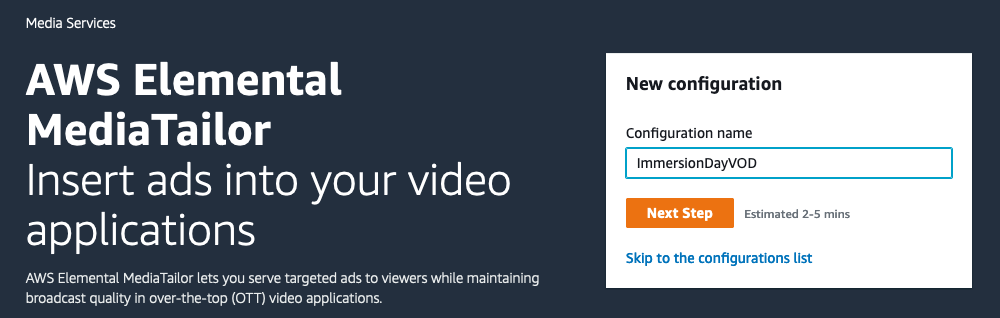 Media Services
AWS Elemental
MediaTailor
Insert ads into your video
applications
AWS Elemental MediaTailor lets you serve targeted ads to viewers while maintaining
broadcast quality in over-the-top (OTT) video applications.
New configuration
Configuration name
ImmersionDayVOD
Next Step
Estimated 2-5 mins
Skip to the configurations list